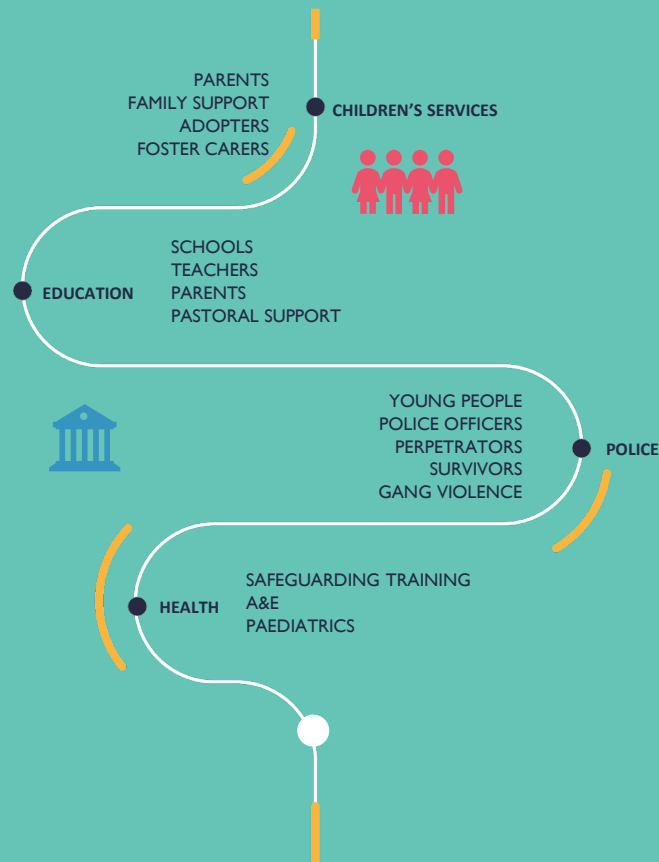 PARENTS
FAMILY SUPPORT
ADOPTERS
FOSTER CARERS
CHILDREN'S SERVICES
SCHOOLS
TEACHERS
PARENTS
PASTORAL SUPPORT
EDUCATION
YOUNG PEOPLE
POLICE OFFICERS
PERPETRATORS
SURVIVORS
GANG VIOLENCE
POLICE
SAFEGUARDING TRAINING
A&E
PAEDIATRICS
HEALTH